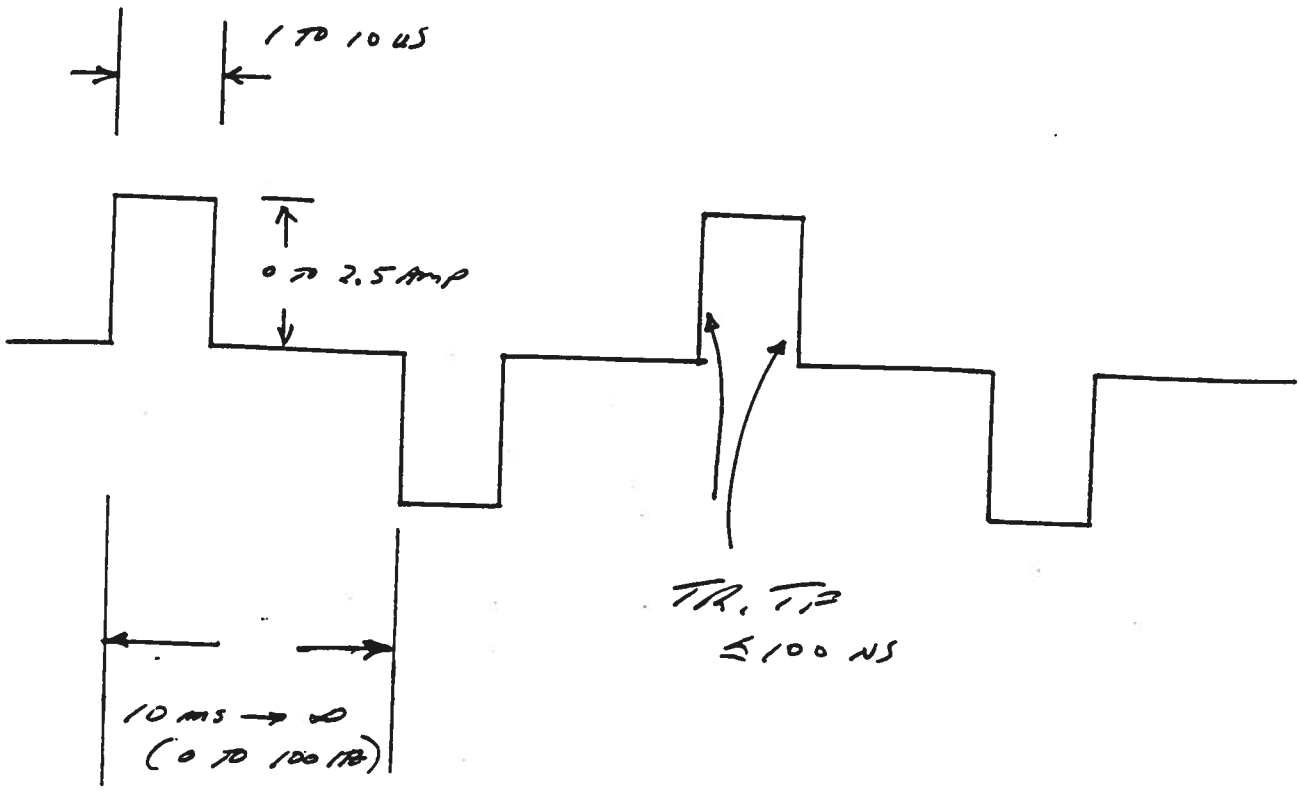 1 TO 10 uS
0 TO 2.5 Amp
TR, TF
≤ 100 NS
10 ms → ∞
(0 TO 100 HZ)